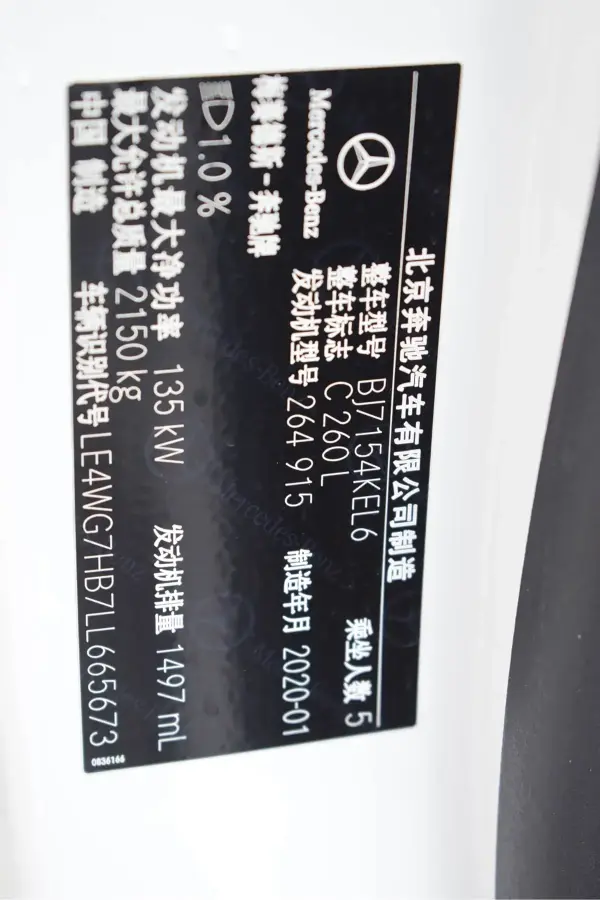 北京奔驰汽车有限公司制造
Mercedes-Benz
梅赛德斯-奔驰牌
整车型号 BJ7154KEL6 乘坐人数 5
整车标志 C 260 L
发动机型号 264 915 制造年月 2020-01
1.0 %
发动机最大净功率 135 kW 发动机排量 1497 mL
最大允许总质量 2150 kg
中国 制造 车辆识别代号 LE4WG7HB7LL665673
0836166